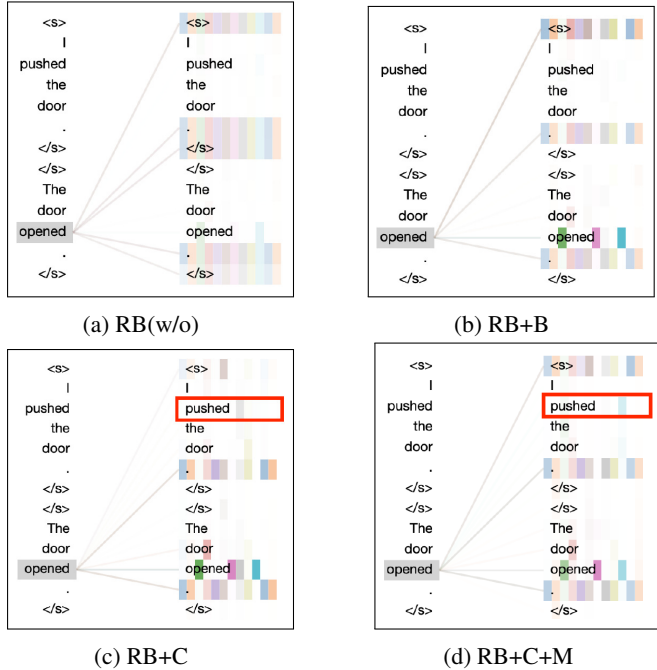 <s> <s>
I I
pushed pushed
the the
door door
. .
</s> </s>
</s> </s>
The The
door door
opened opened
. .
</s> </s>
(a) RB(w/o)
<s> <s>
I I
pushed pushed
the the
door door
. .
</s> </s>
</s> </s>
The The
door door
opened opened
. .
</s> </s>
(b) RB+B
<s> <s>
I I
pushed pushed
the the
door door
. .
</s> </s>
</s> </s>
The The
door door
opened opened
. .
</s> </s>
(c) RB+C
<s> <s>
I I
pushed pushed
the the
door door
. .
</s> </s>
</s> </s>
The The
door door
opened opened
. .
</s> </s>
(d) RB+C+M